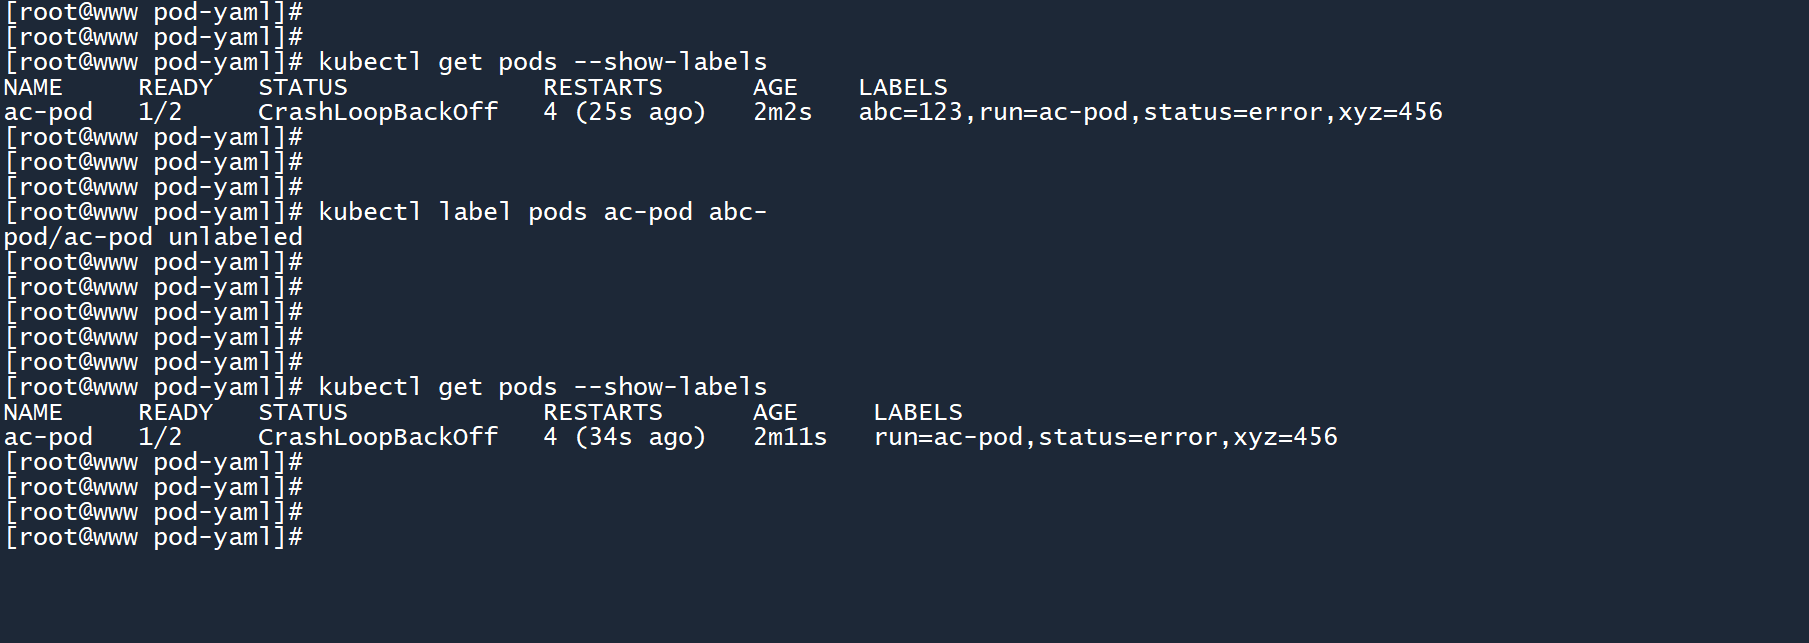 [root@www pod-yaml]#
[root@www pod-yaml]#
[root@www pod-yaml]# kubectl get pods --show-labels
NAME     READY   STATUS             RESTARTS      AGE    LABELS
ac-pod   1/2     CrashLoopBackOff   4 (25s ago)   2m2s   abc=123,run=ac-pod,status=error,xyz=456
[root@www pod-yaml]#
[root@www pod-yaml]#
[root@www pod-yaml]#
[root@www pod-yaml]# kubectl label pods ac-pod abc-
pod/ac-pod unlabeled
[root@www pod-yaml]#
[root@www pod-yaml]#
[root@www pod-yaml]#
[root@www pod-yaml]#
[root@www pod-yaml]#
[root@www pod-yaml]# kubectl get pods --show-labels
NAME     READY   STATUS             RESTARTS      AGE     LABELS
ac-pod   1/2     CrashLoopBackOff   4 (34s ago)   2m11s   run=ac-pod,status=error,xyz=456
[root@www pod-yaml]#
[root@www pod-yaml]#
[root@www pod-yaml]#
[root@www pod-yaml]#